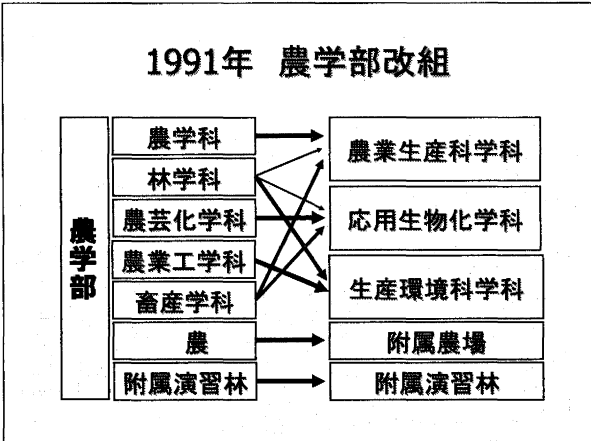 1991年 農学部改組
農学部
農学科
林学科
農芸化学科
農業工学科
畜産学科
農
附属演習林
農業生産科学科
応用生物化学科
生産環境科学科
附属農場
附属演習林